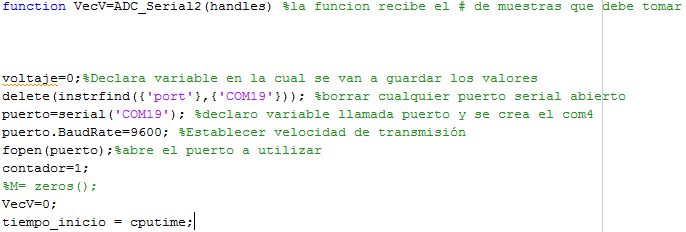 function VecV=ADC_Serial2(handles) %la funcion recibe el # de muestras que debe tomar
voltaje=0;%Declara variable en la cual se van a guardar los valores
delete(instrfind({'port'},{'COM19'})); %borrar cualquier puerto serial abierto
puerto=serial('COM19'); %declaro variable llamada puerto y se crea el com4
puerto.BaudRate=9600; %Establecer velocidad de transmisión
fopen(puerto);%abre el puerto a utilizar
contador=1;
%M= zeros();
VecV=0;
tiempo_inicio = cputime;